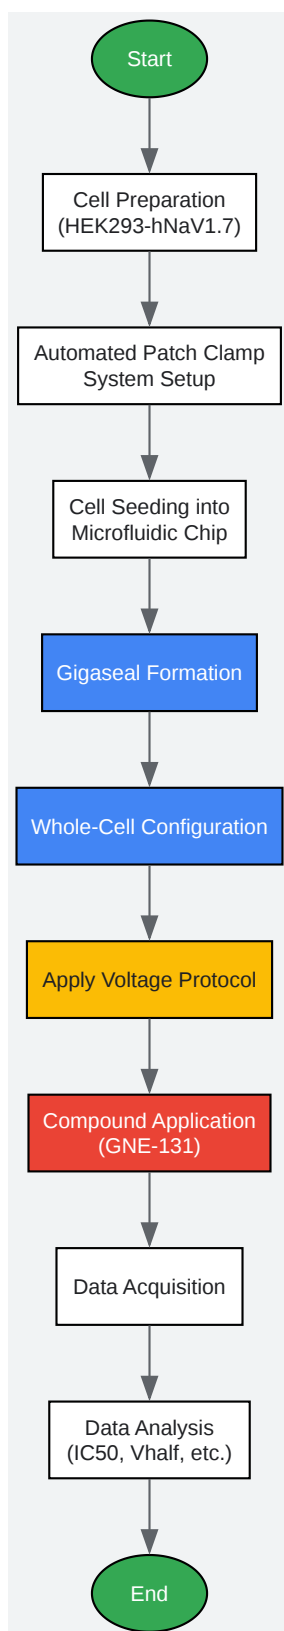 Start
Cell Preparation
(HEK293-hNaV1.7)
Automated Patch Clamp
System Setup
Cell Seeding into
Microfluidic Chip
Gigaseal Formation
Whole-Cell Configuration
Apply Voltage Protocol
Compound Application
(GNE-131)
Data Acquisition
Data Analysis
(IC50, Vhalf, etc.)
End